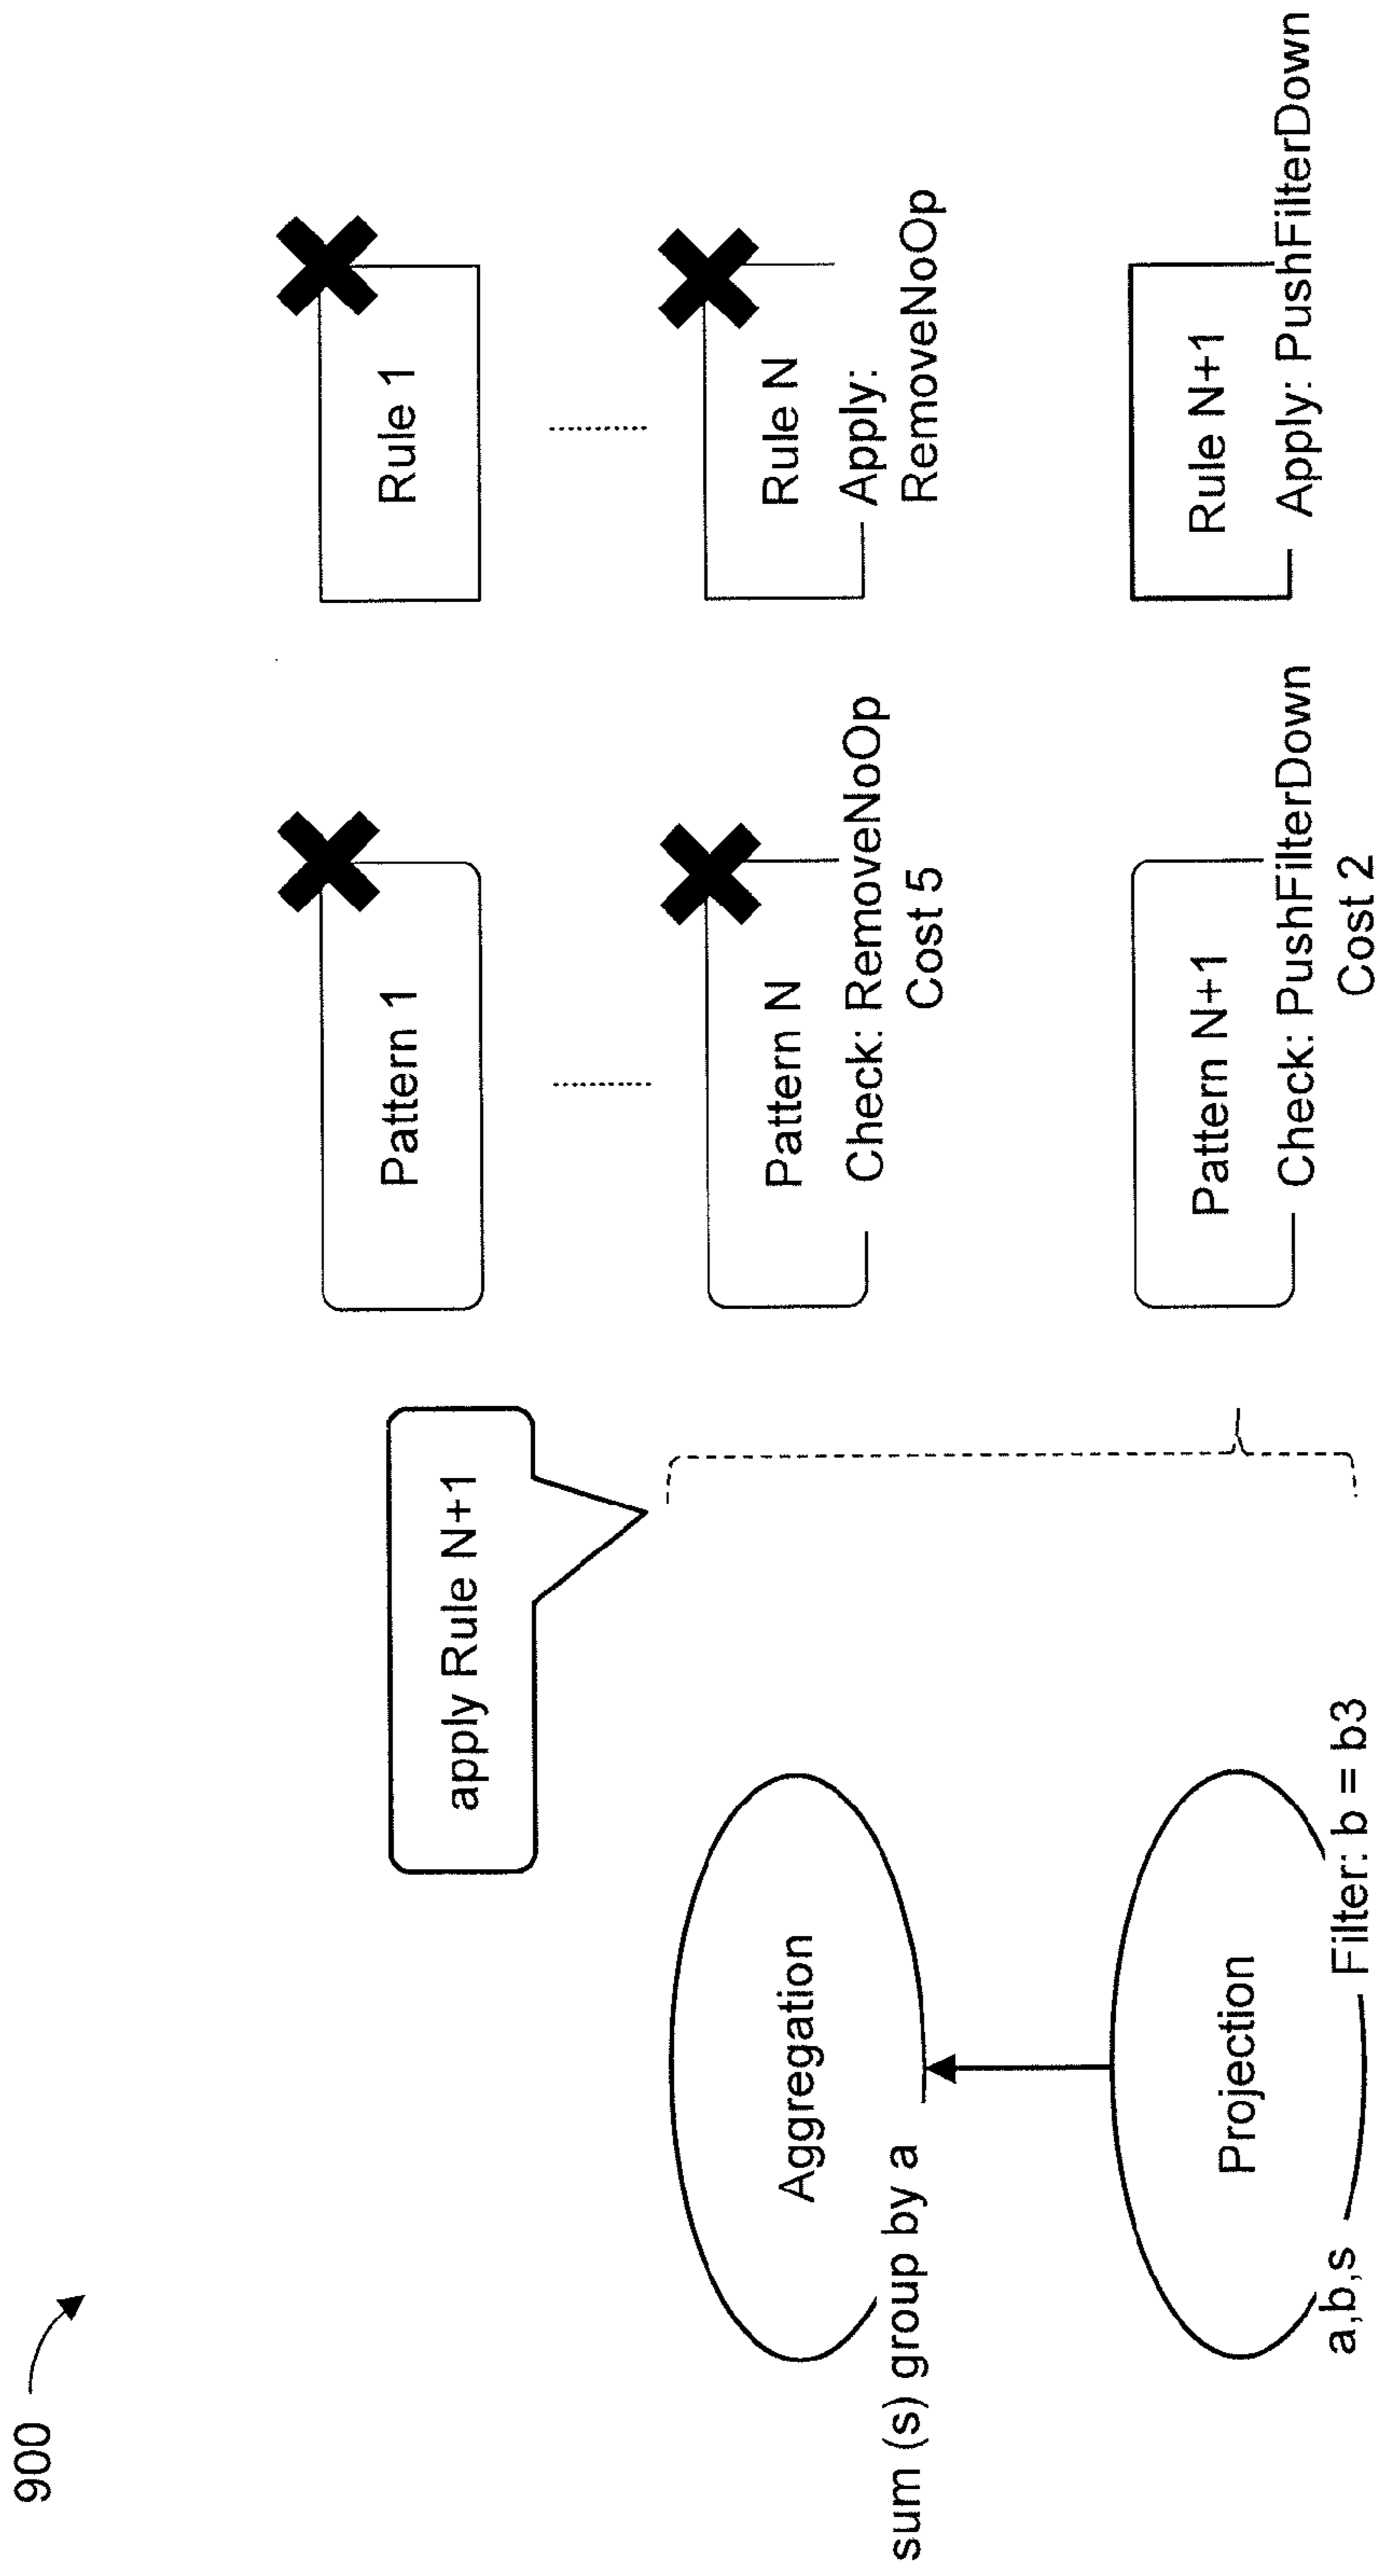 900
apply Rule N+1
Aggregation
sum (s) group by a
Projection
a,b,s
Filter: b = b3
Pattern 1
Pattern N
Check: RemoveNoOp
Cost 5
Pattern N+1
Check: PushFilterDown
Cost 2
Rule 1
Rule N
Apply:
RemoveNoOp
Rule N+1
Apply: PushFilterDown